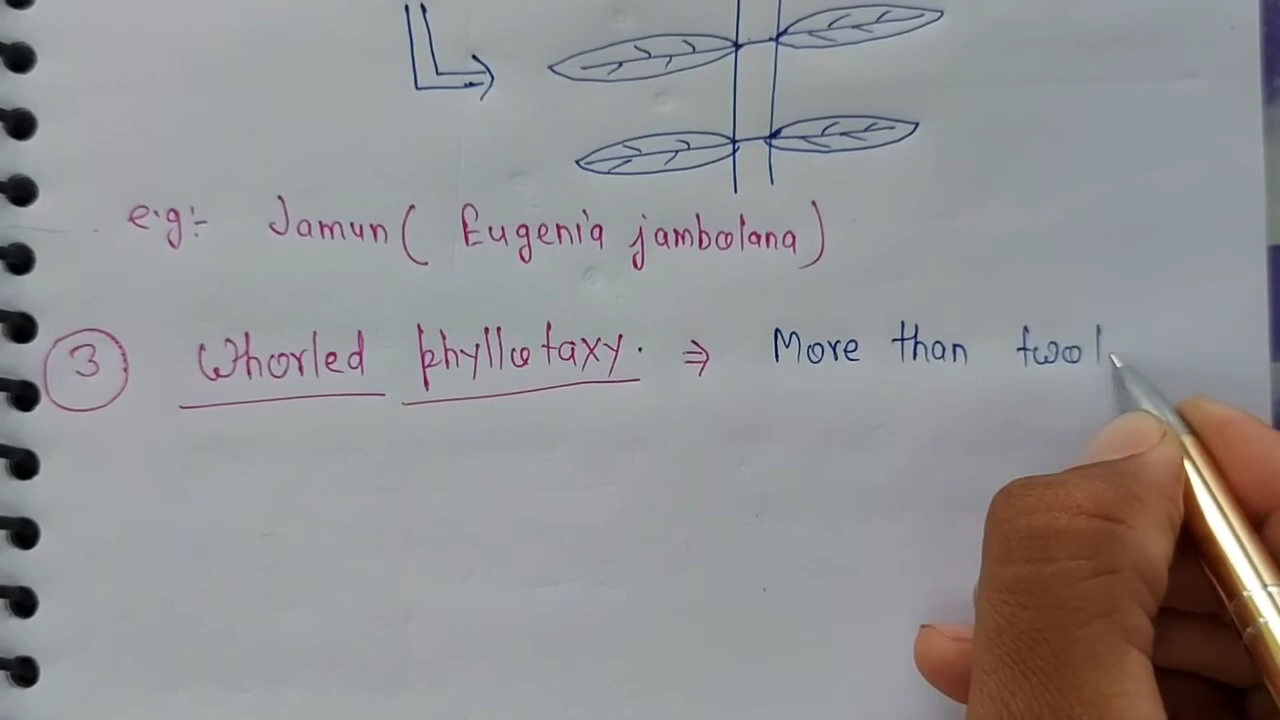 e.g:- Jamun ( Eugenia jambolana )
3 Whorled phyllotaxy. ⇒ More than two l